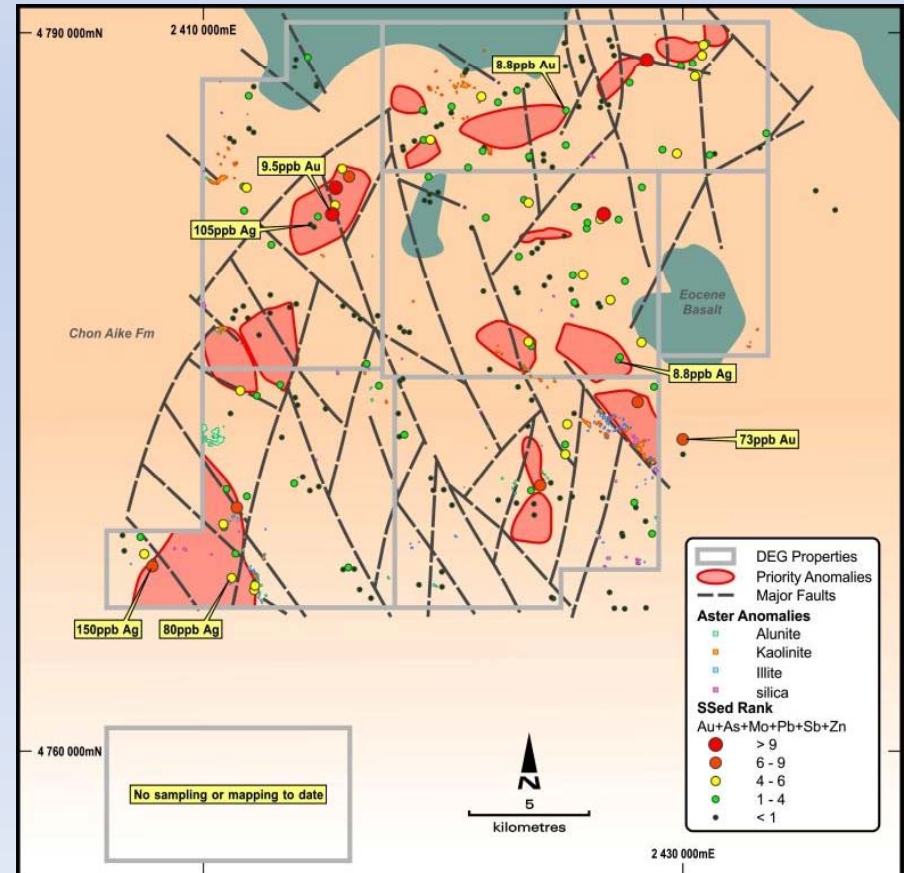 4 790 000mN
2 410 000mE
8.8ppb Au
9.5ppb Au
105ppb Ag
Eocene
Basalt
Chon Aike Fm
8.8ppb Ag
73ppb Au
150ppb Ag
80ppb Ag
DEG Properties
Priority Anomalies
Major Faults
Aster Anomalies
Alunite
Kaolinite
Illite
silica
SSed Rank
Au+As+Mo+Pb+Sb+Zn
> 9
6 - 9
4 - 6
1 - 4
< 1
4 760 000mN
No sampling or mapping to date
N
5
kilometres
2 430 000mE